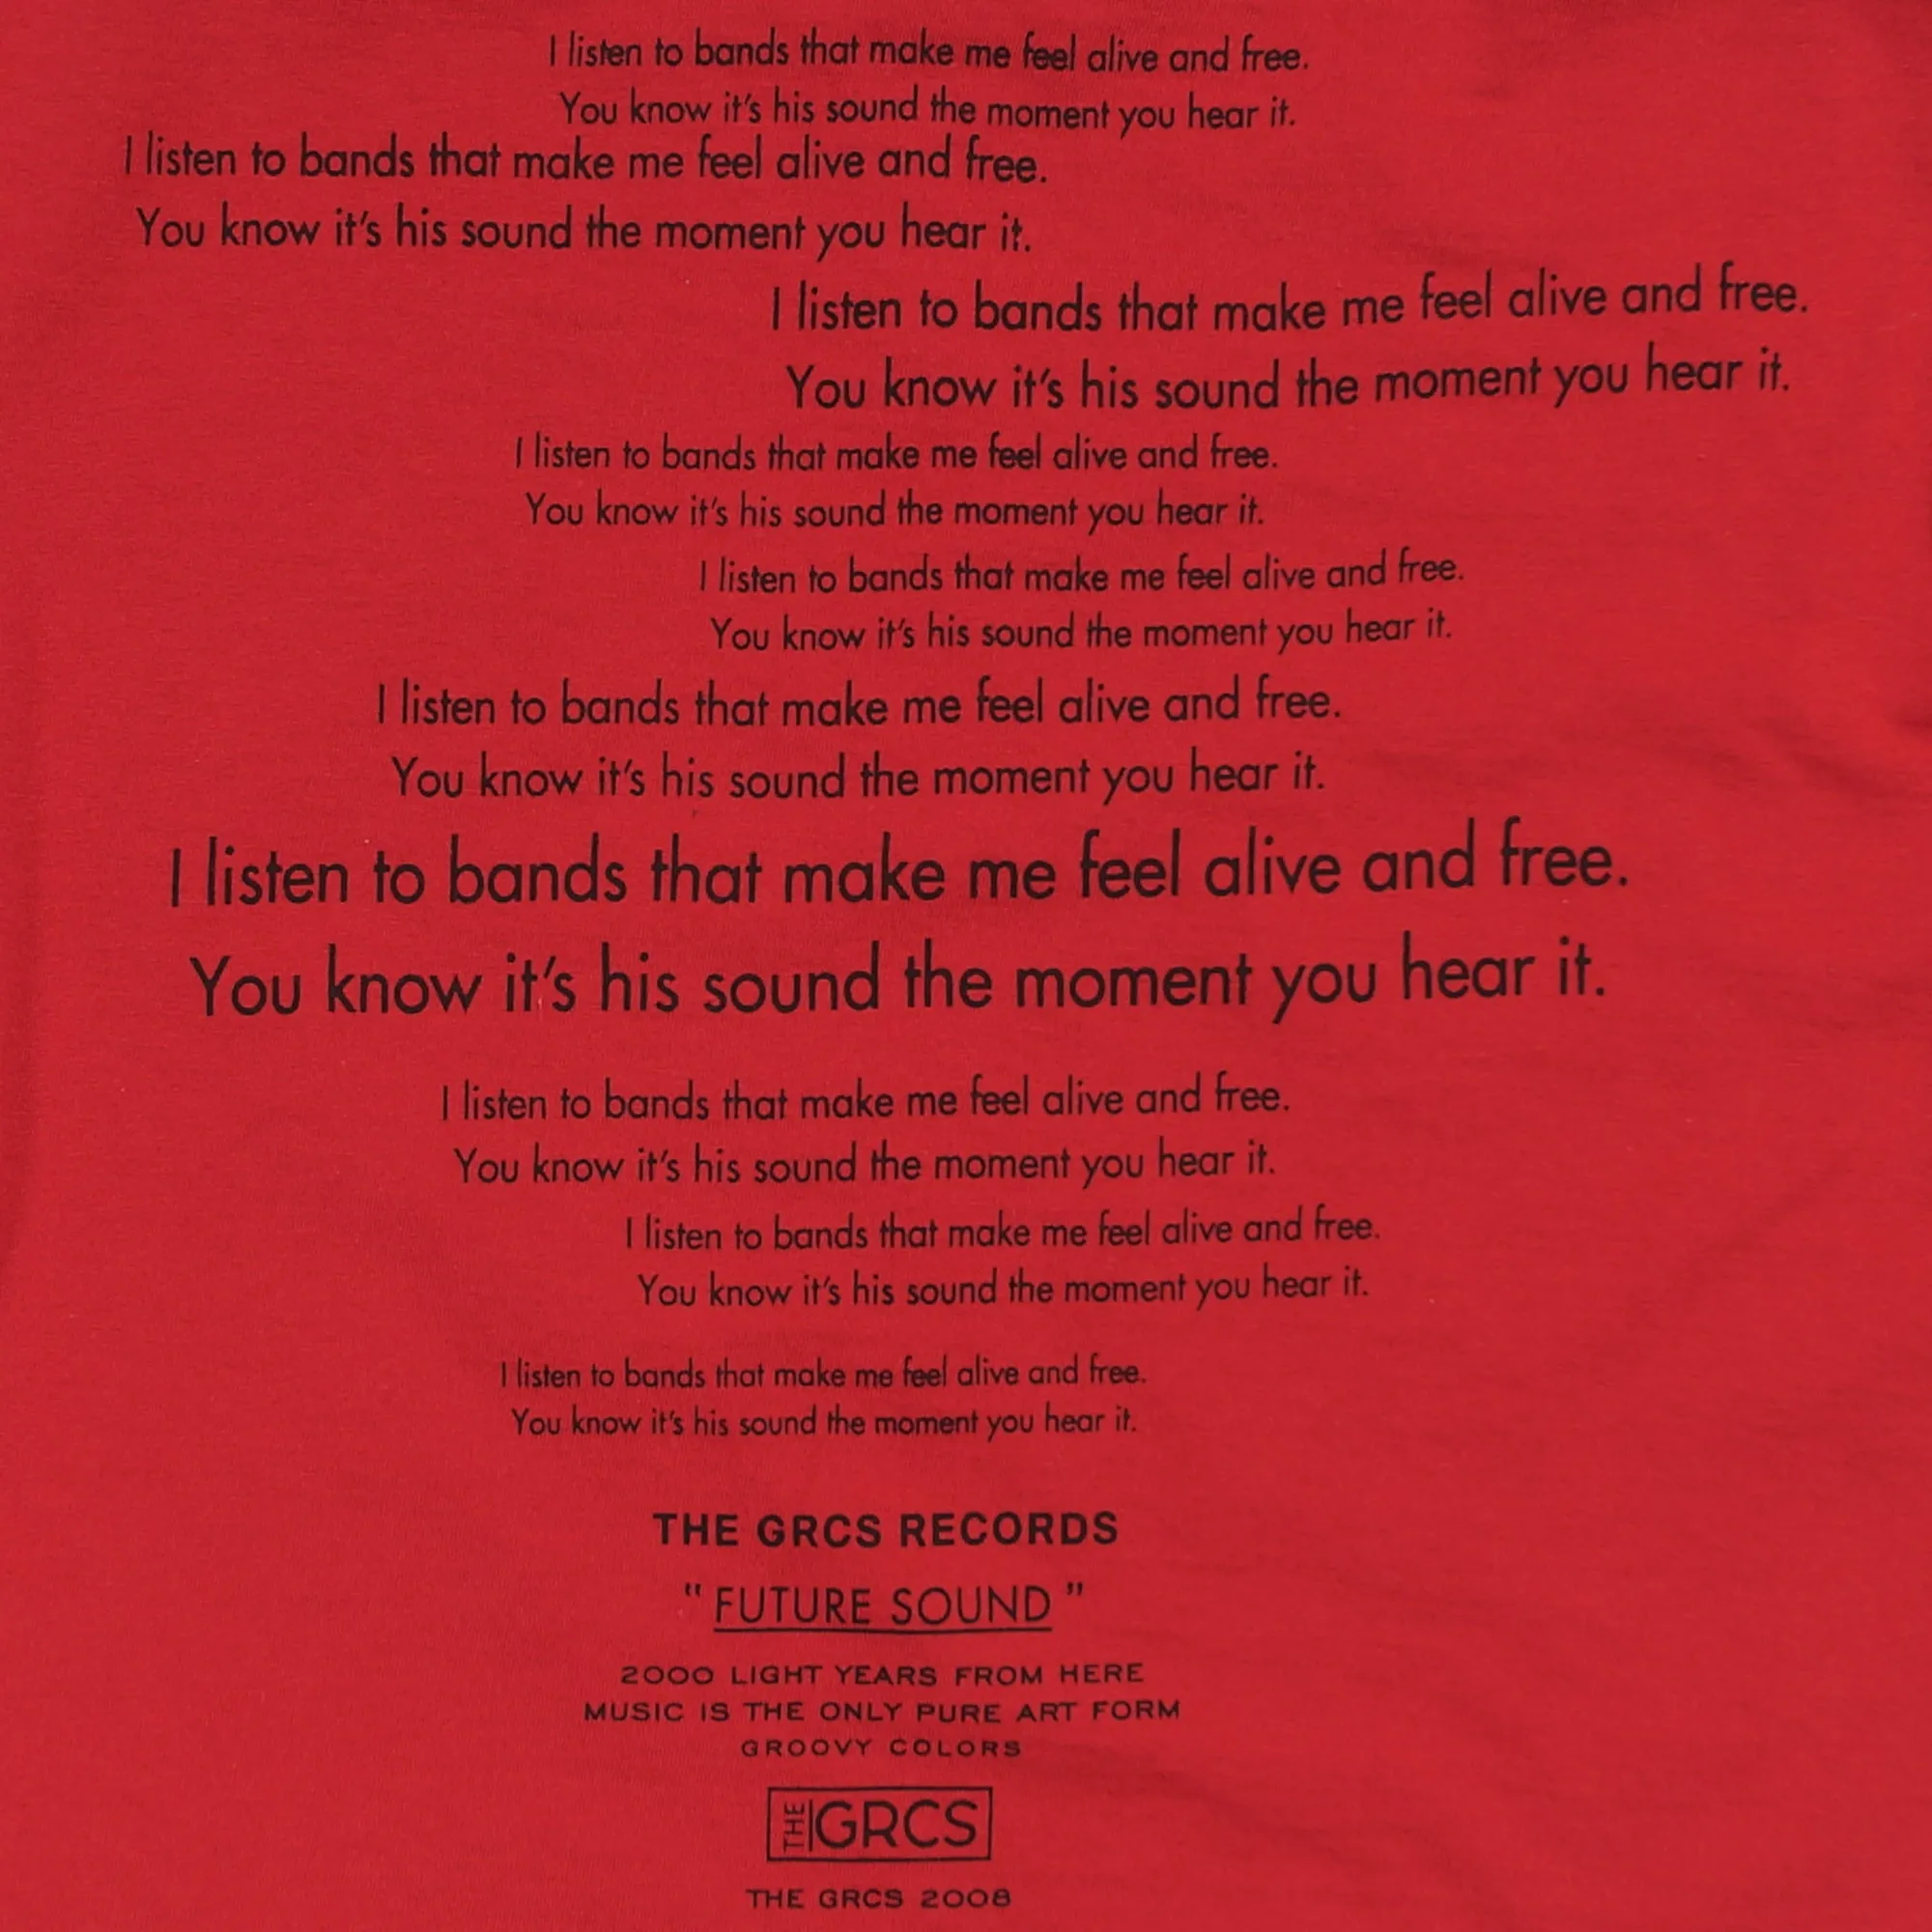 I listen to bands that make me feel alive and free.
You know it's his sound the moment you hear it.
I listen to bands that make me feel alive and free.
You know it's his sound the moment you hear it.
I listen to bands that make me feel alive and free.
You know it's his sound the moment you hear it.
I listen to bands that make me feel alive and free.
You know it's his sound the moment you hear it.
I listen to bands that make me feel alive and free.
You know it's his sound the moment you hear it.
I listen to bands that make me feel alive and free.
You know it's his sound the moment you hear it.
I listen to bands that make me feel alive and free.
You know it's his sound the moment you hear it.
I listen to bands that make me feel alive and free.
You know it's his sound the moment you hear it.
I listen to bands that make me feel alive and free.
You know it's his sound the moment you hear it.
I listen to bands that make me feel alive and free.
You know it's his sound the moment you hear it.
THE GRCS RECORDS
" FUTURE SOUND "
2000 LIGHT YEARS FROM HERE
MUSIC IS THE ONLY PURE ART FORM
GROOVY COLORS
THE GRCS
THE GRCS 2008